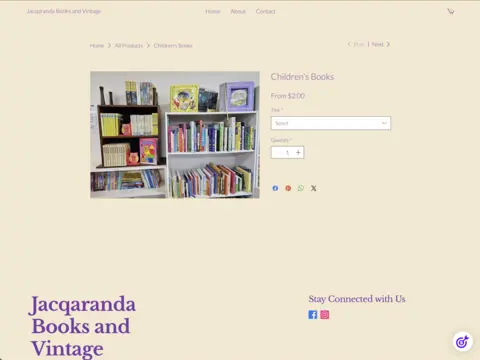 Jacqaranda Books and Vintage
Home About Contact
Home > All Products > Children's Books
< Prev | Next >
Children's Books
From $2.00
Title *
Select
Quantity *
1 +
Jacqaranda
Books and
Vintage
Stay Connected with Us